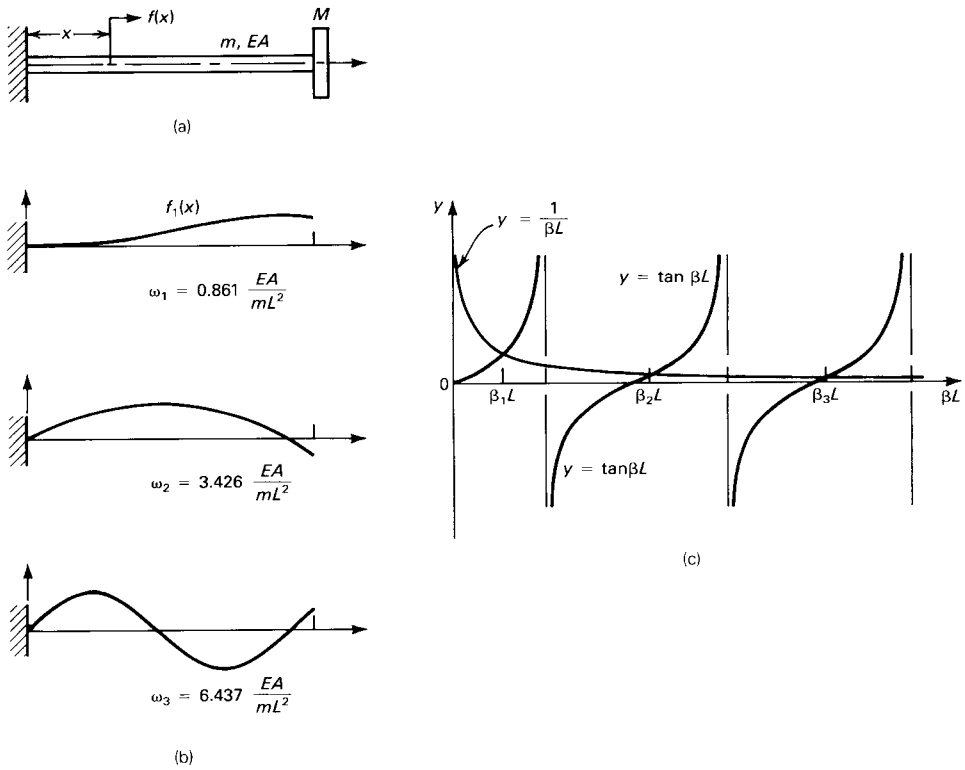 M
f(x)
x
m, EA
(a)
f₁(x)
ω₁ = 0.861 EA
mL²
ω₂ = 3.426 EA
mL²
ω₃ = 6.437 EA
mL²
(b)
y
y = 1
βL
y = tan βL
0
β₁L
β₂L
β₃L
βL
y = tanβL
(c)